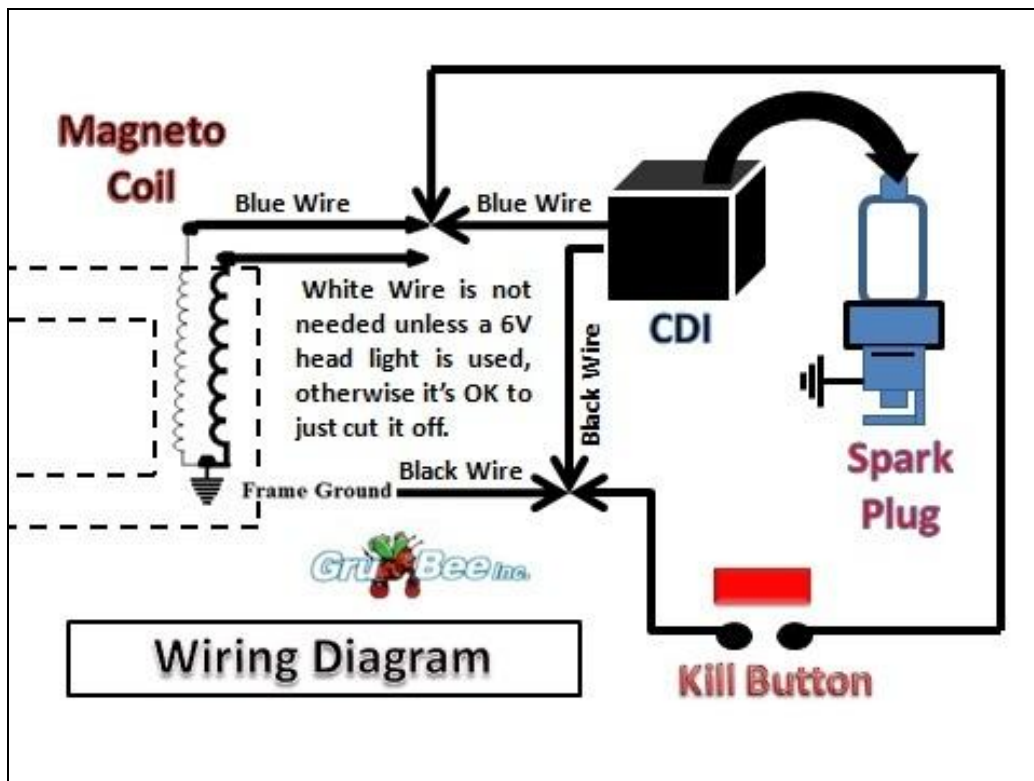 Magneto
Coil
Blue Wire
Blue Wire
White Wire is not
needed unless a 6V
head light is used,
otherwise it's OK to
just cut it off.
CDI
Black Wire
Black Wire
Frame Ground
Spark
Plug
Bee Inc.
Wiring Diagram
Kill Button